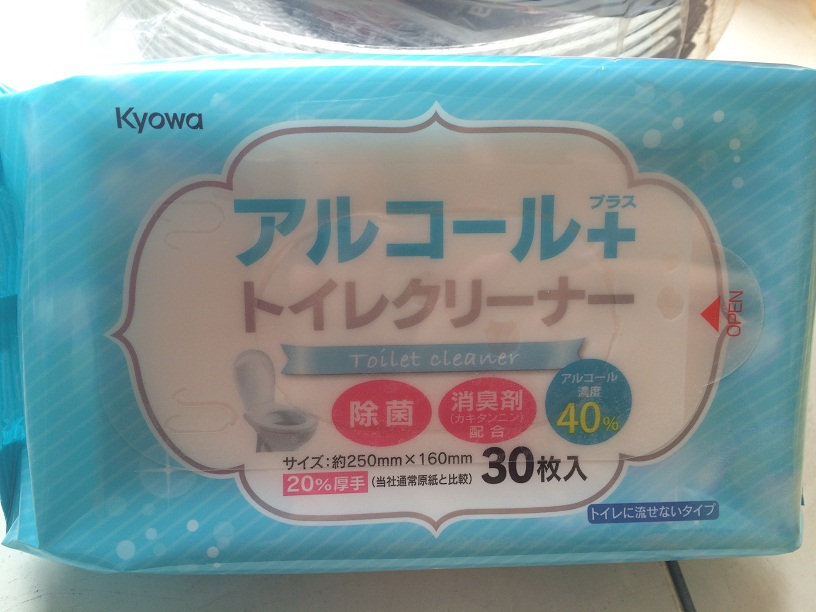 Kyowa
プラス
アルコール+
トイレクリーナー
Toilet cleaner
OPEN
除菌
消臭剤
(カキタンニン)
配合
アルコール
濃度
40%
サイズ:約250mm×160mm
20%厚手 (当社通常原紙と比較)
30枚入
トイレに流せないタイプ